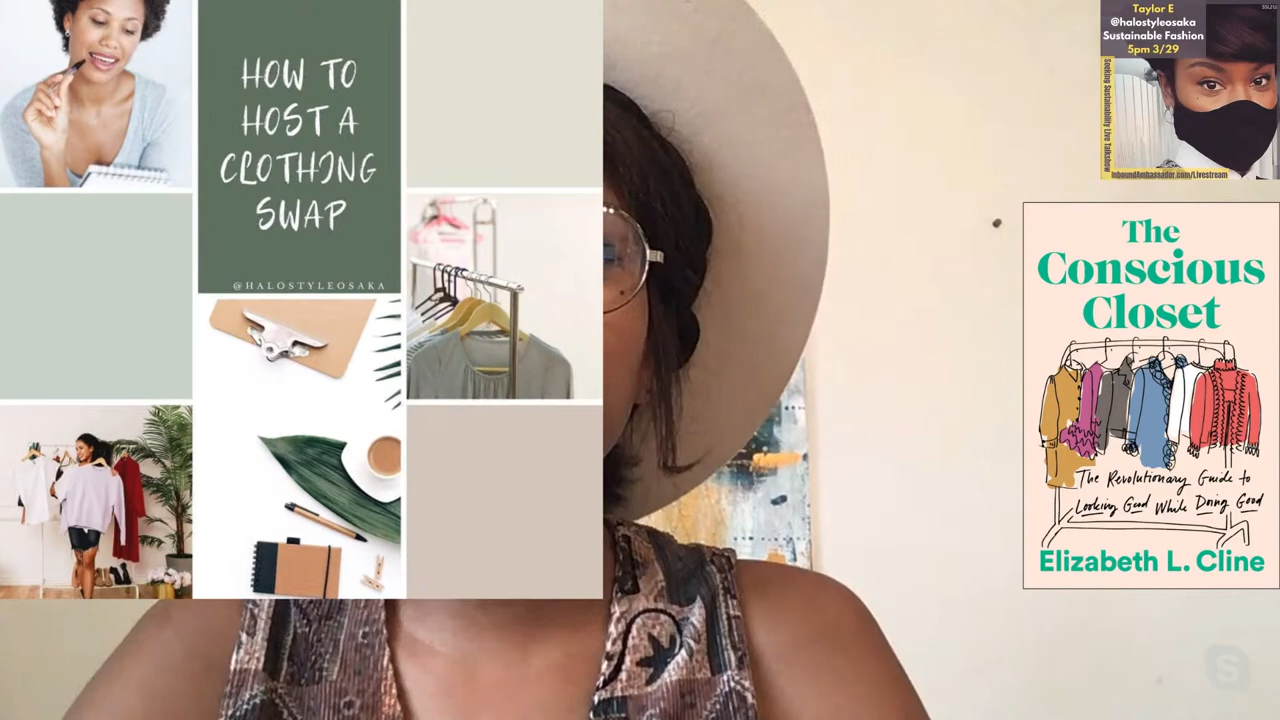 HOW TO
HOST A
CLOTHING
SWAP
@HALOSTYLEOSAKA
Taylor E
@halostyleosaka
Sustainable Fashion
5pm 3/29
Seeking Sustainability Live Talkshow
InboundAmbassador.com/Livestream
The
Conscious
Closet
The Revolutionary Guide to
Looking Good While Doing Good
Elizabeth L. Cline